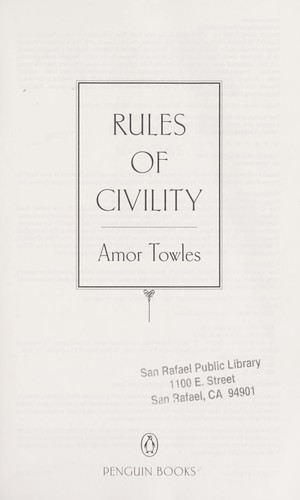 RULES
OF
CIVILITY
Amor Towles
San Rafael Public Library
1100 E. Street
San Rafael, CA 94901
PENGUIN BOOKS